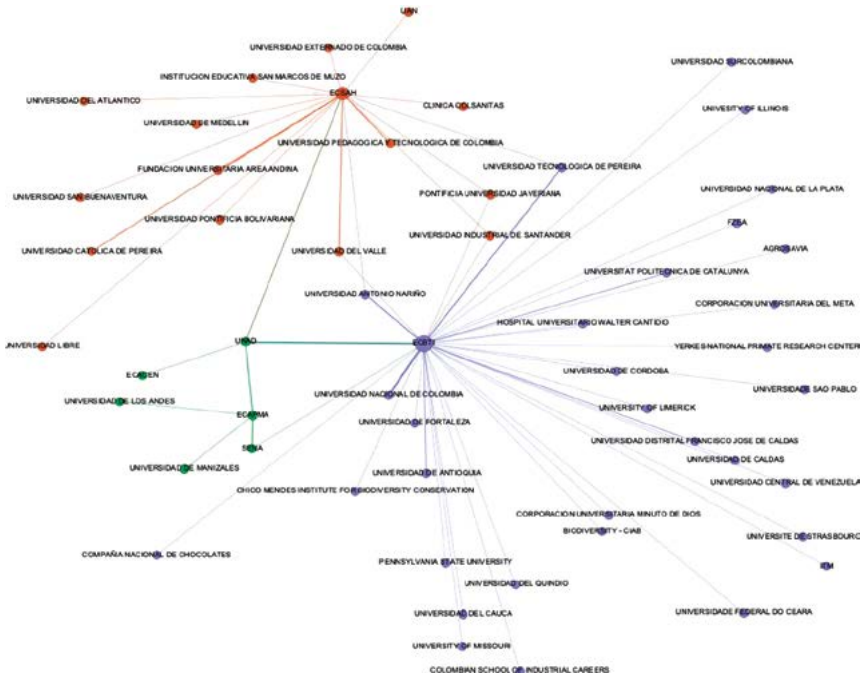 UAN
UNIVERSIDAD EXTERNADO DE COLOMBIA
UNIVERSIDAD SURCOLOMBIANA
INSTITUCION EDUCATIVA SAN MARCOS DE MUZO
ECSAH
UNIVERSIDAD DEL ATLANTICO
CLINICA COLSANITAS
UNIVESITY OF ILLINOIS
UNIVERSIDAD DE MEDELLIN
UNIVERSIDAD PEDAGOGICA Y TECNOLOGICA DE COLOMBIA
FUNDACION UNIVERSITARIA AREA ANDINA
UNIVERSIDAD TECNOLOGICA DE PEREIRA
UNIVERSIDAD NACIONAL DE LA PLATA
UNIVERSIDAD SAN BUENAVENTURA
PONTIFICIA UNIVERSIDAD JAVERIANA
UNIVERSIDAD PONTIFICIA BOLIVARIANA
UNIVERSIDAD INDUSTRIAL DE SANTANDER
UNIVERSIDAD CATOLICA DE PEREIRA
UNIVERSIDAD DEL VALLE
AGROSAVIA
UNIVERSITAT POLITECNICA DE CATALUNYA
UNIVERSIDAD ANTONIO NARIÑO
CORPORACION UNIVERSITARIA DEL META
HOSPITAL UNIVERSITARIO WALTER CANTIDIO
UNIVERSIDAD LIBRE
UNAD
ECBTI
YERKES NATIONAL PRIMATE RESEARCH CENTER
ECACEN
UNIVERSIDAD DE CORDOBA
UNIVERSIDADE SAO PABLO
UNIVERSIDAD DE LOS ANDES
UNIVERSIDAD NACIONAL DE COLOMBIA
UNIVERSITY OF LIMERICK
ECAPMA
UNIVERSIDAD DE FORTALEZA
UNIVERSIDAD DISTRITAL FRANCISCO JOSE DE CALDAS
UNIVERSIDAD DE CALDAS
UNIVERSIDAD DE MANIZALES
UNIVERSIDAD DE ANTIOQUIA
UNIVERSIDAD CENTRAL DE VENEZUELA
CHICO MENDES INSTITUTE FOR BIODIVERSITY CONSERVATION
CORPORACION UNIVERSITARIA MINUTO DE DIOS
BIODIVERSITY - CIAB
UNIVERSITE DE STRASBOURG
COMPAÑIA NACIONAL DE CHOCOLATES
PENNSYLVANIA STATE UNIVERSITY
UNIVERSIDAD DEL QUINDIO
UNIVERSIDAD DEL CAUCA
UNIVERSIDADE FEDERAL DO CEARA
UNIVERSITY OF MISSOURI
COLOMBIAN SCHOOL OF INDUSTRIAL CAREERS